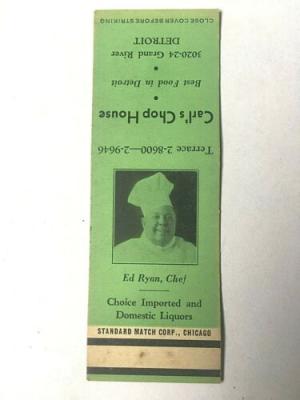 CLOSE COVER BEFORE STRIKING
3020-24 Grand River
DETROIT
•
Best Food in Detroit
•
Carl's Chop House
Terrace 2-8600—2-9646
Ed Ryan, Chef
Choice Imported and
Domestic Liquors
STANDARD MATCH CORP., CHICAGO